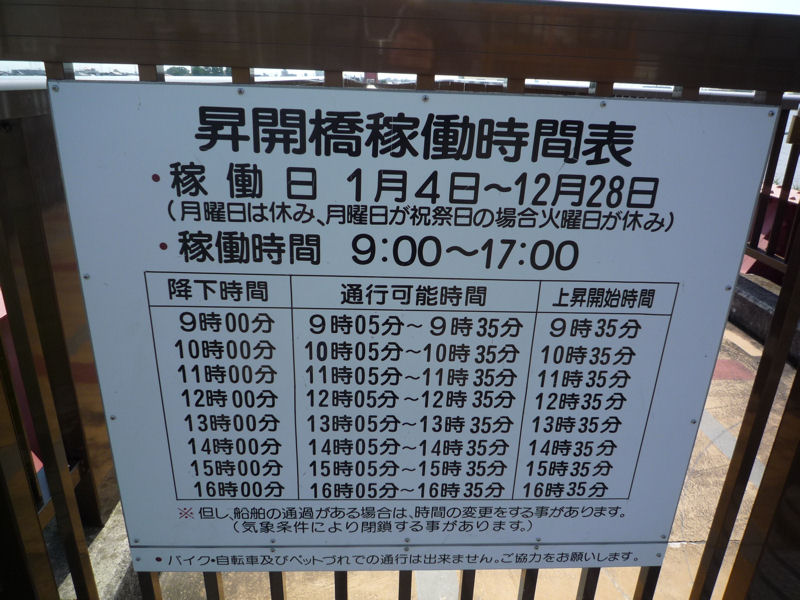 昇開橋稼働時間表
・稼働日 1月4日～12月28日
(月曜日は休み、月曜日が祝祭日の場合火曜日が休み)
・稼働時間 9:00～17:00
降下時間 通行可能時間 上昇開始時間
9時00分 9時05分～9時35分 9時35分
10時00分 10時05分～10時35分 10時35分
11時00分 11時05分～11時35分 11時35分
12時00分 12時05分～12時35分 12時35分
13時00分 13時05分～13時35分 13時35分
14時00分 14時05分～14時35分 14時35分
15時00分 15時05分～15時35分 15時35分
16時00分 16時05分～16時35分 16時35分
※但し、船舶の通過がある場合は、時間の変更をする事があります。
(気象条件により閉鎖する事があります。)
・バイク・自転車及びペットづれでの通行は出来ません。ご協力をお願いします。